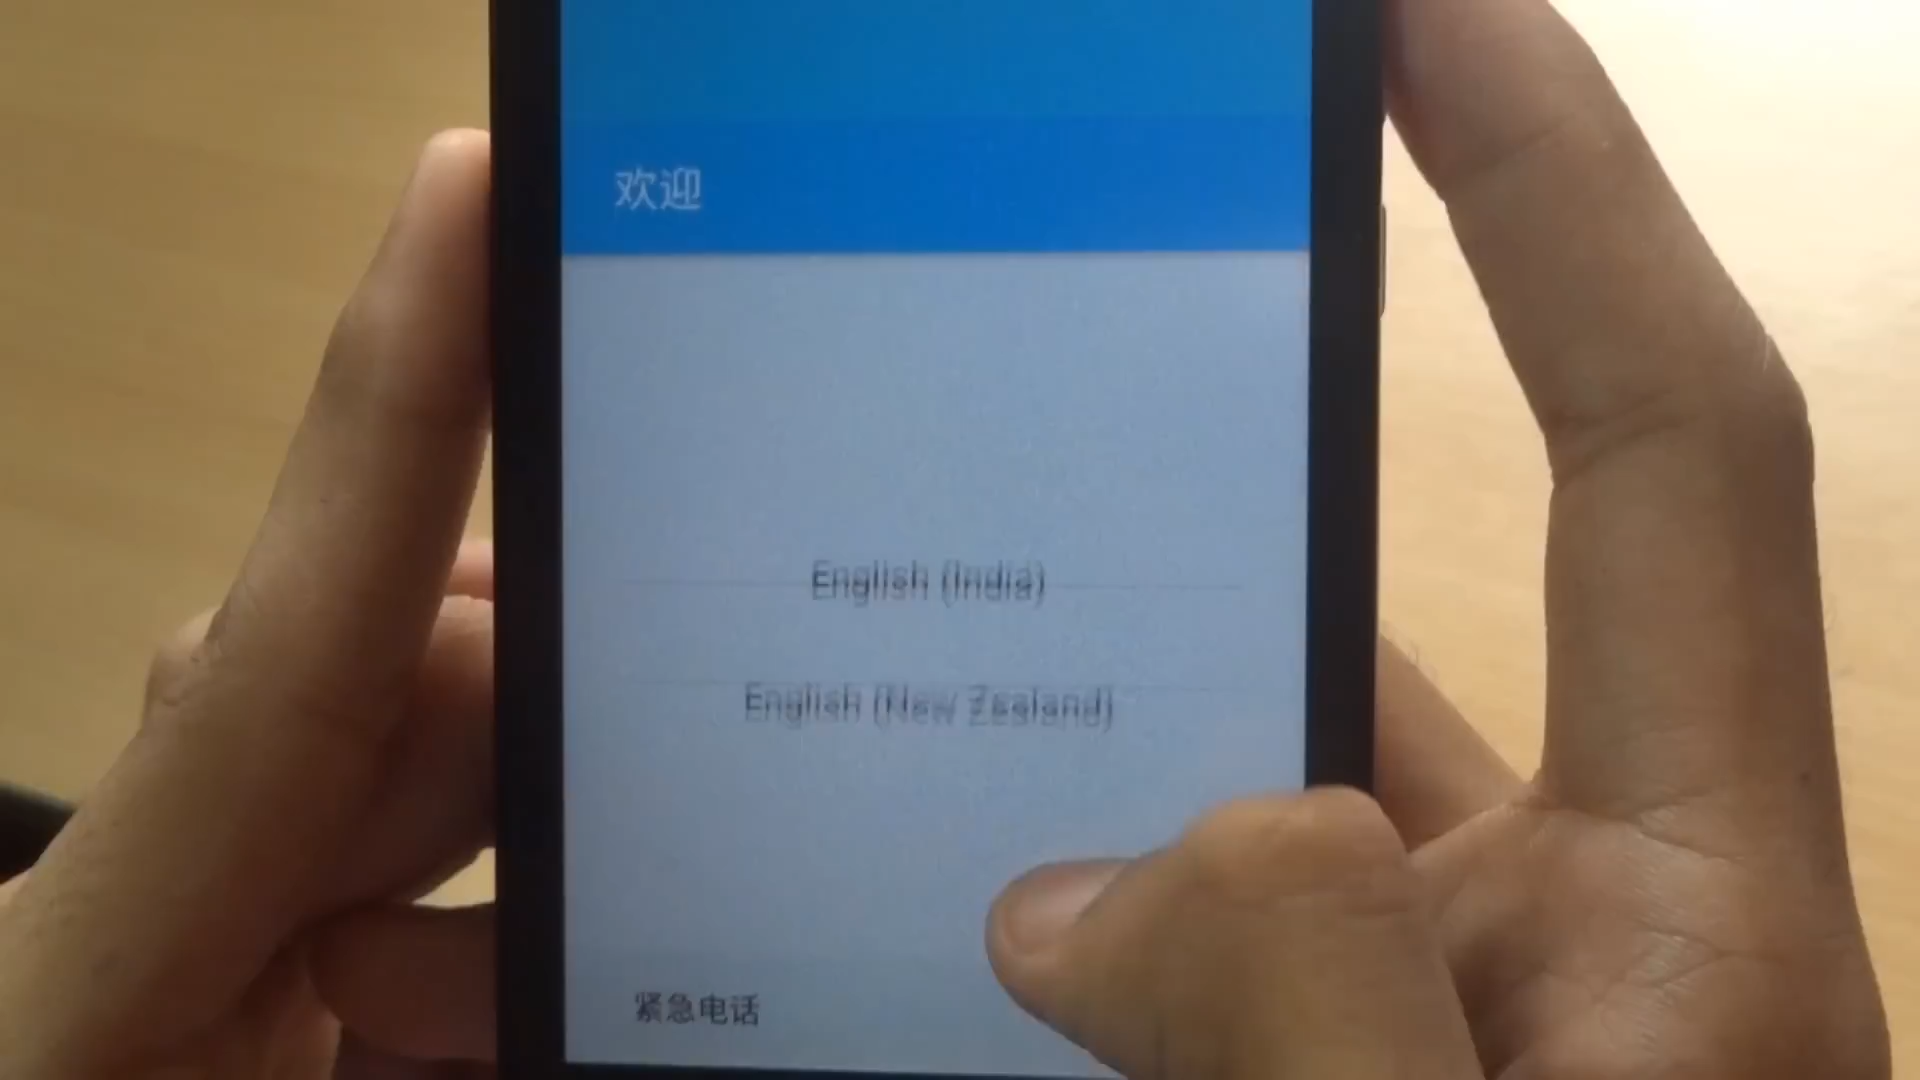 欢迎
English (India)
English (New Zealand)
紧急电话